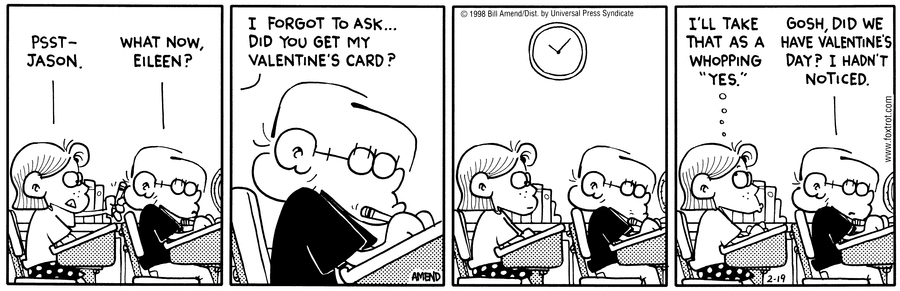 PSST–
JASON.
WHAT NOW,
EILEEN?
I FORGOT TO ASK...
DID YOU GET MY
VALENTINE'S CARD?
AMEND
© 1998 Bill Amend/Dist. by Universal Press Syndicate
I'LL TAKE
THAT AS A
WHOPPING
"YES."
GOSH, DID WE
HAVE VALENTINE'S
DAY? I HADN'T
NOTICED.
www.foxtrot.com
2-19